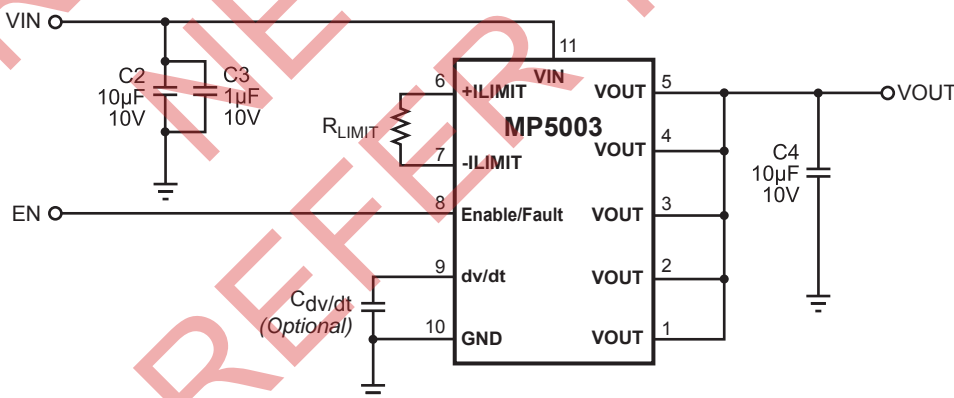 VIN
11
C2
10µF
10V
C3
1µF
10V
VIN
6
+ILIMIT
VOUT
5
VOUT
RLIMIT
MP5003
VOUT
4
7
-ILIMIT
C4
10µF
10V
EN
8
Enable/Fault
VOUT
3
9
dv/dt
VOUT
2
Cdv/dt
(Optional)
10
GND
VOUT
1
REFER